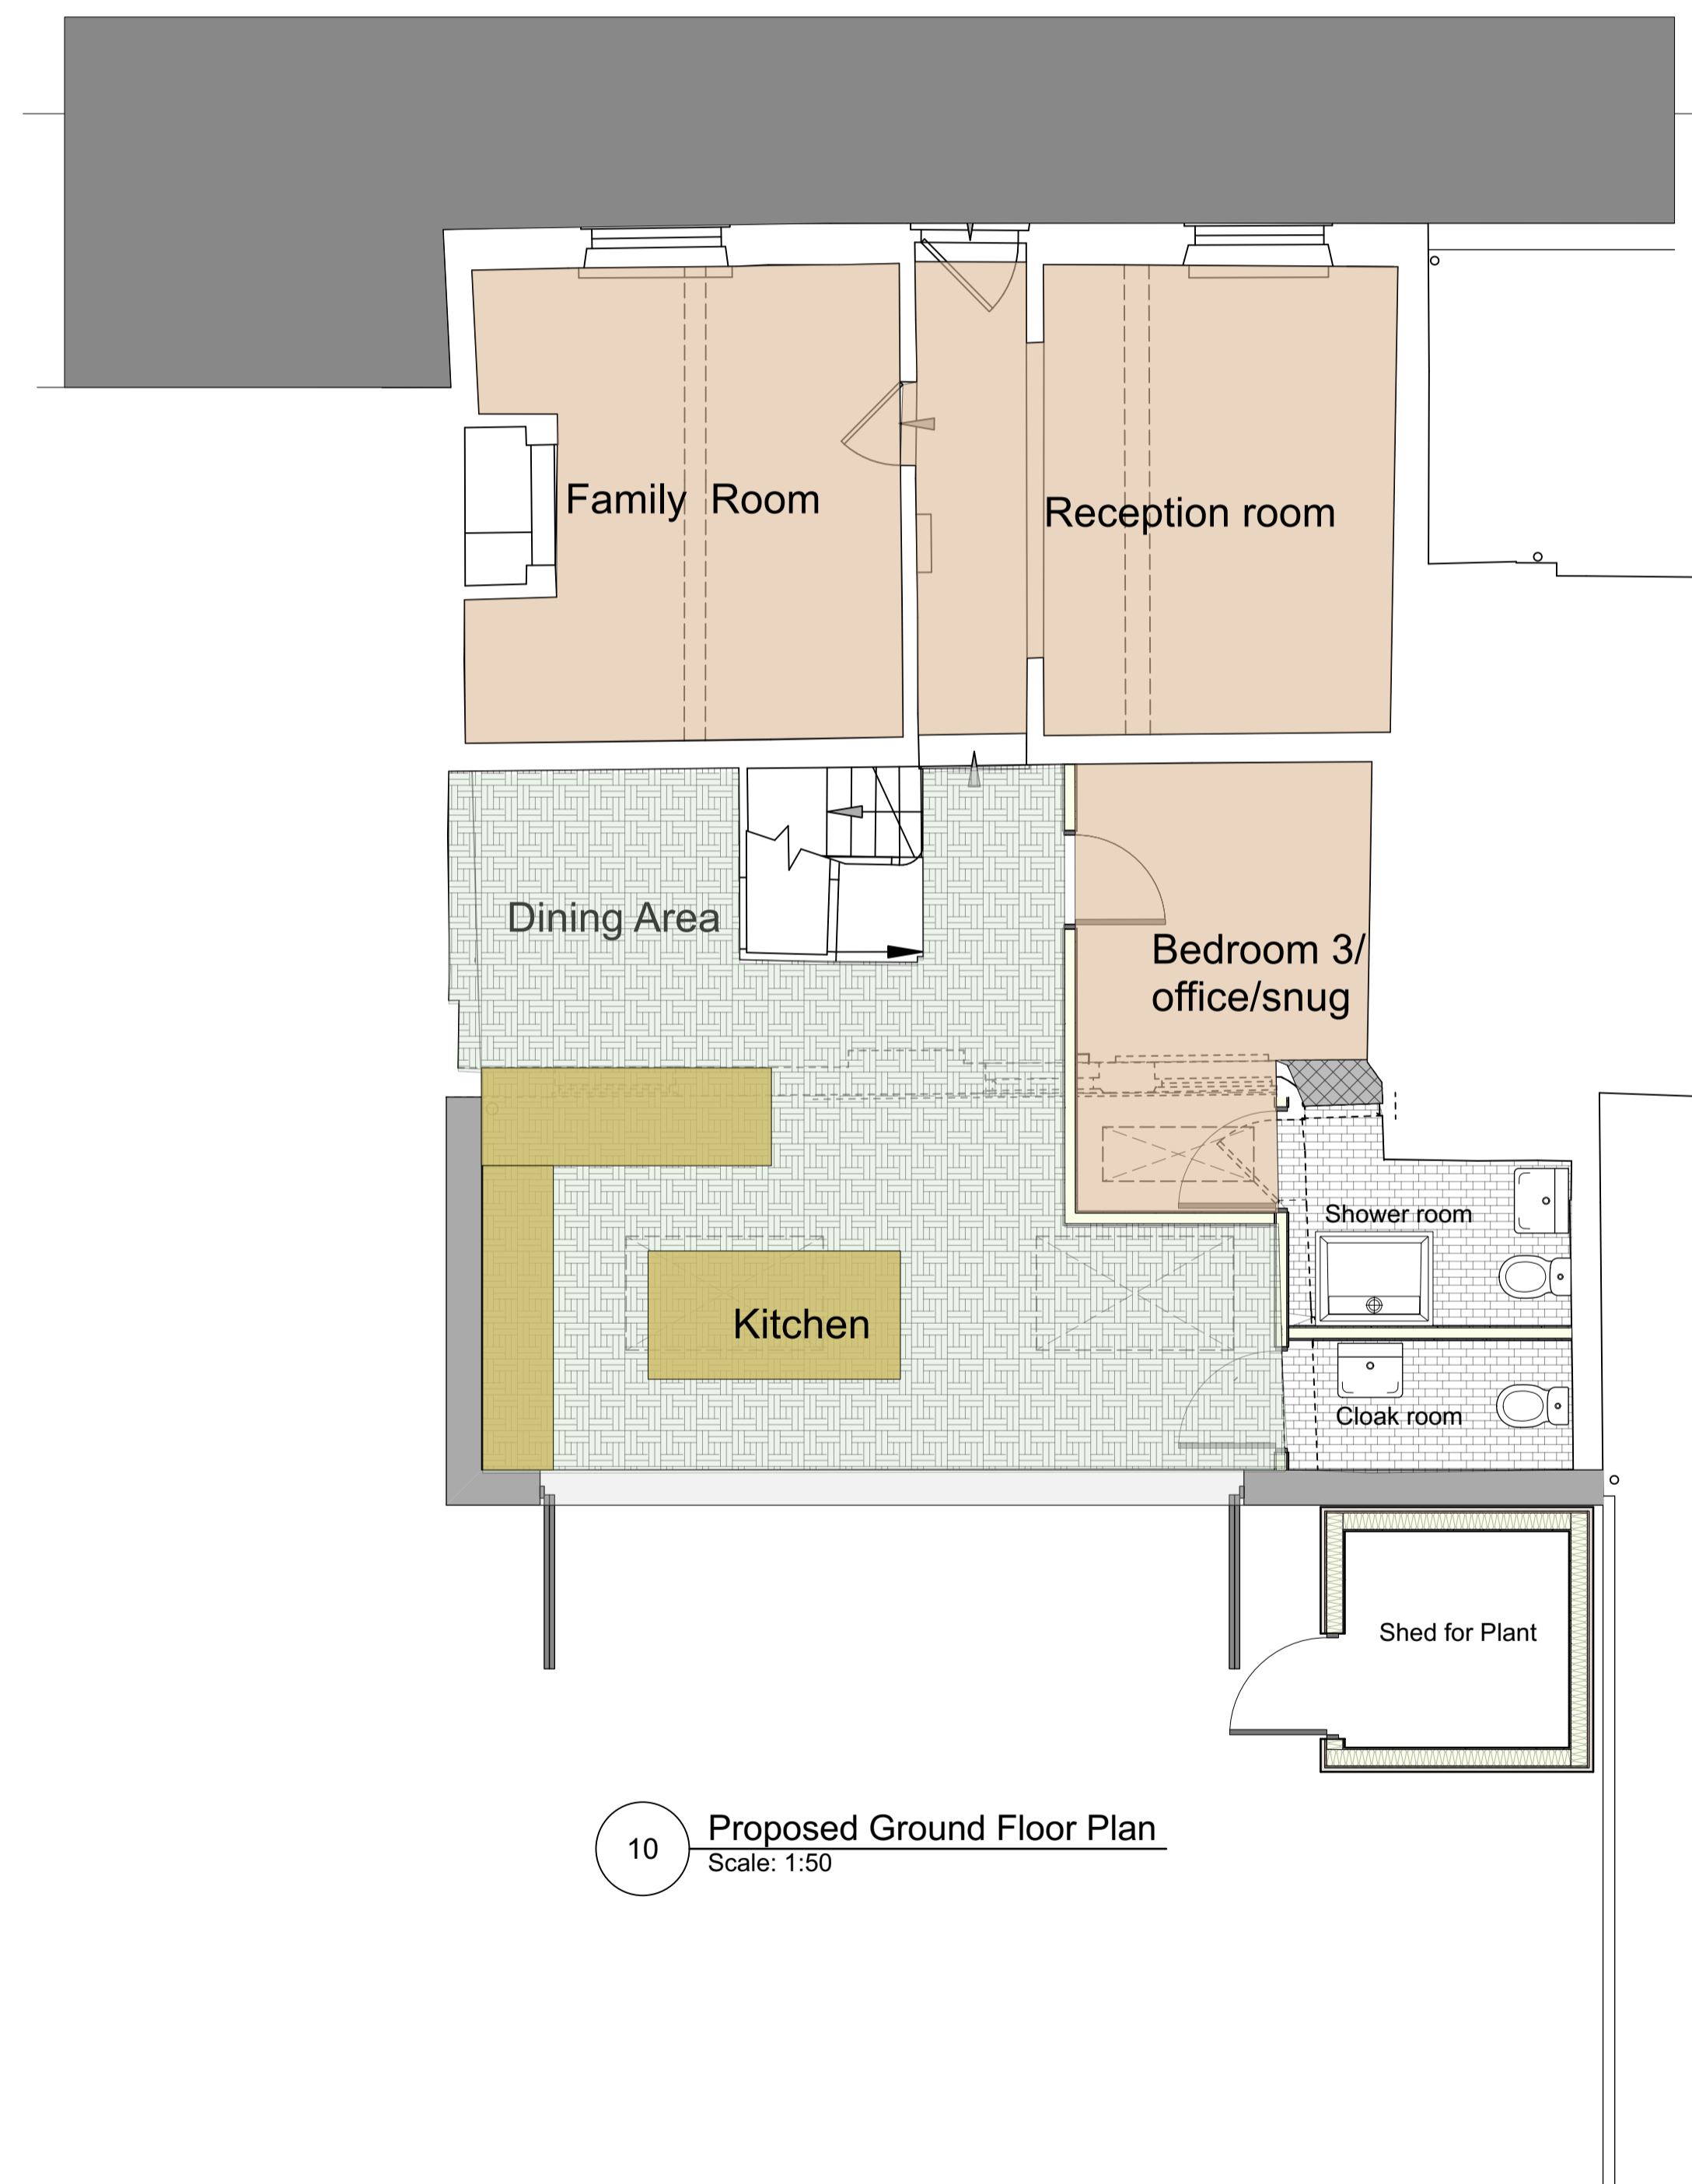 Family Room
Reception room
Dining Area
Bedroom 3/
office/snug
Shower room
Kitchen
Cloak room
Shed for Plant
10
Proposed Ground Floor Plan
Scale: 1:50